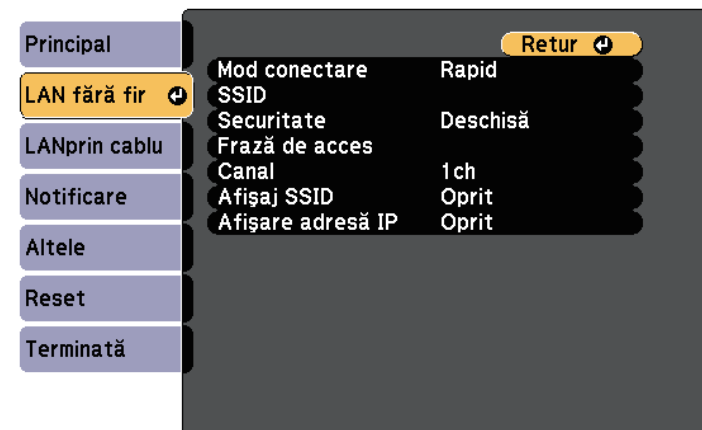 Principal
LAN fără fir
LANprin cablu
Notificare
Altele
Reset
Terminată
Retur
Mod conectare Rapid
SSID
Securitate Deschisă
Frază de acces
Canal 1ch
Afişaj SSID Oprit
Afişare adresă IP Oprit